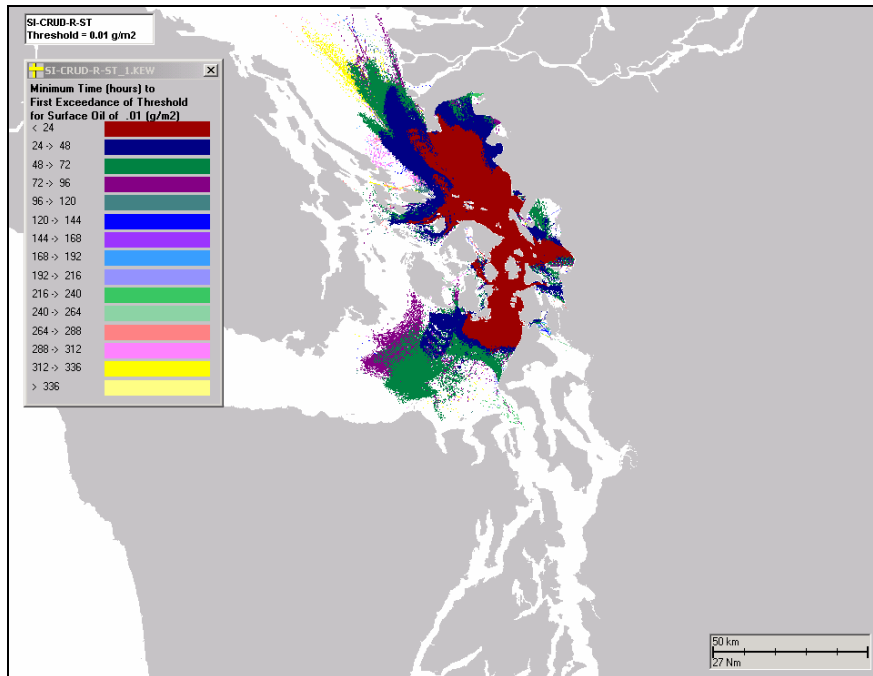 SI-CRUD-R-ST
Threshold = 0.01 g/m2
SI-CRUD-R-ST_1.KEW
Minimum Time (hours) to
First Exceedance of Threshold
for Surface Oil of .01 (g/m2)
< 24
24 -> 48
48 -> 72
72 -> 96
96 -> 120
120 -> 144
144 -> 168
168 -> 192
192 -> 216
216 -> 240
240 -> 264
264 -> 288
288 -> 312
312 -> 336
> 336
50 km
27 Nm